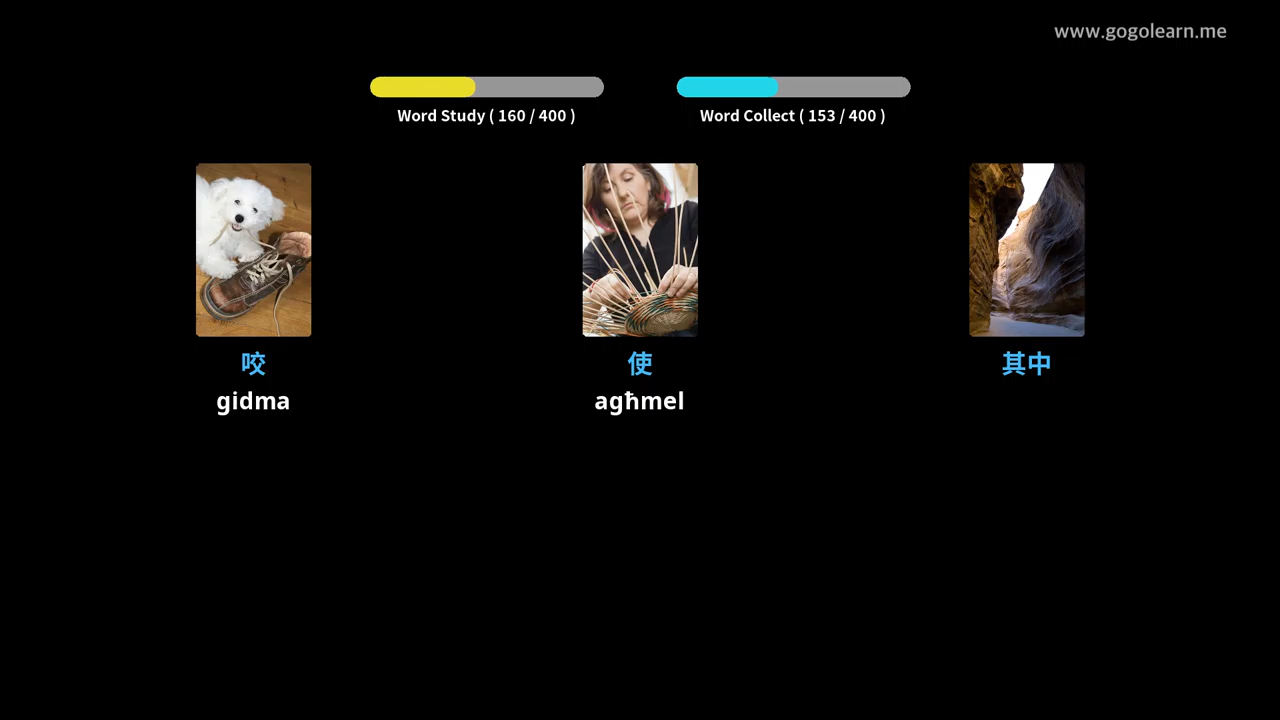 www.gogolearn.me
Word Study ( 160 / 400 )
Word Collect ( 153 / 400 )
咬
gidma
使
agħmel
其中